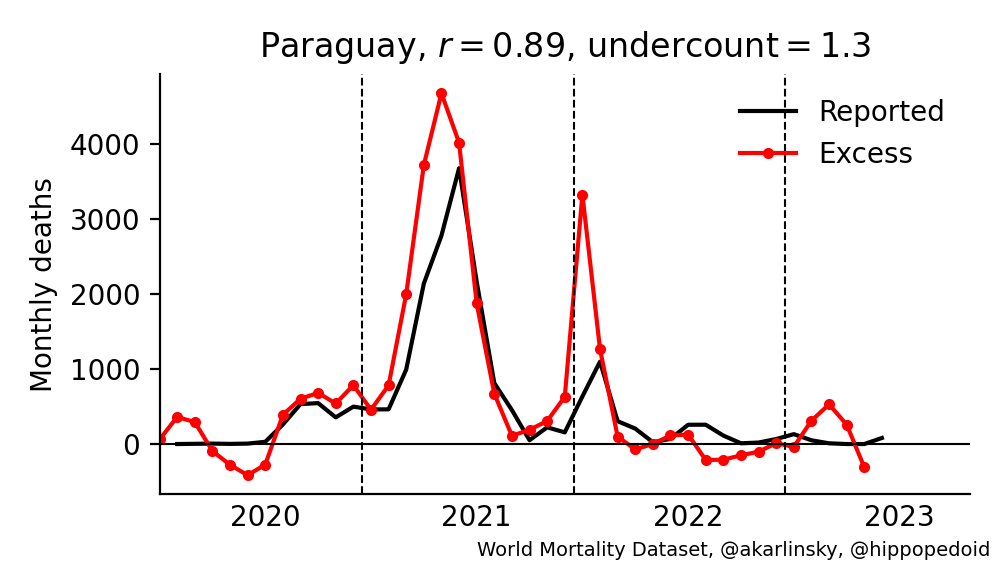 Paraguay, r = 0.89, undercount = 1.3
Reported
Excess
Monthly deaths
4000
3000
2000
1000
0
2020 2021 2022 2023
World Mortality Dataset, @akarlinsky, @hippopedoid